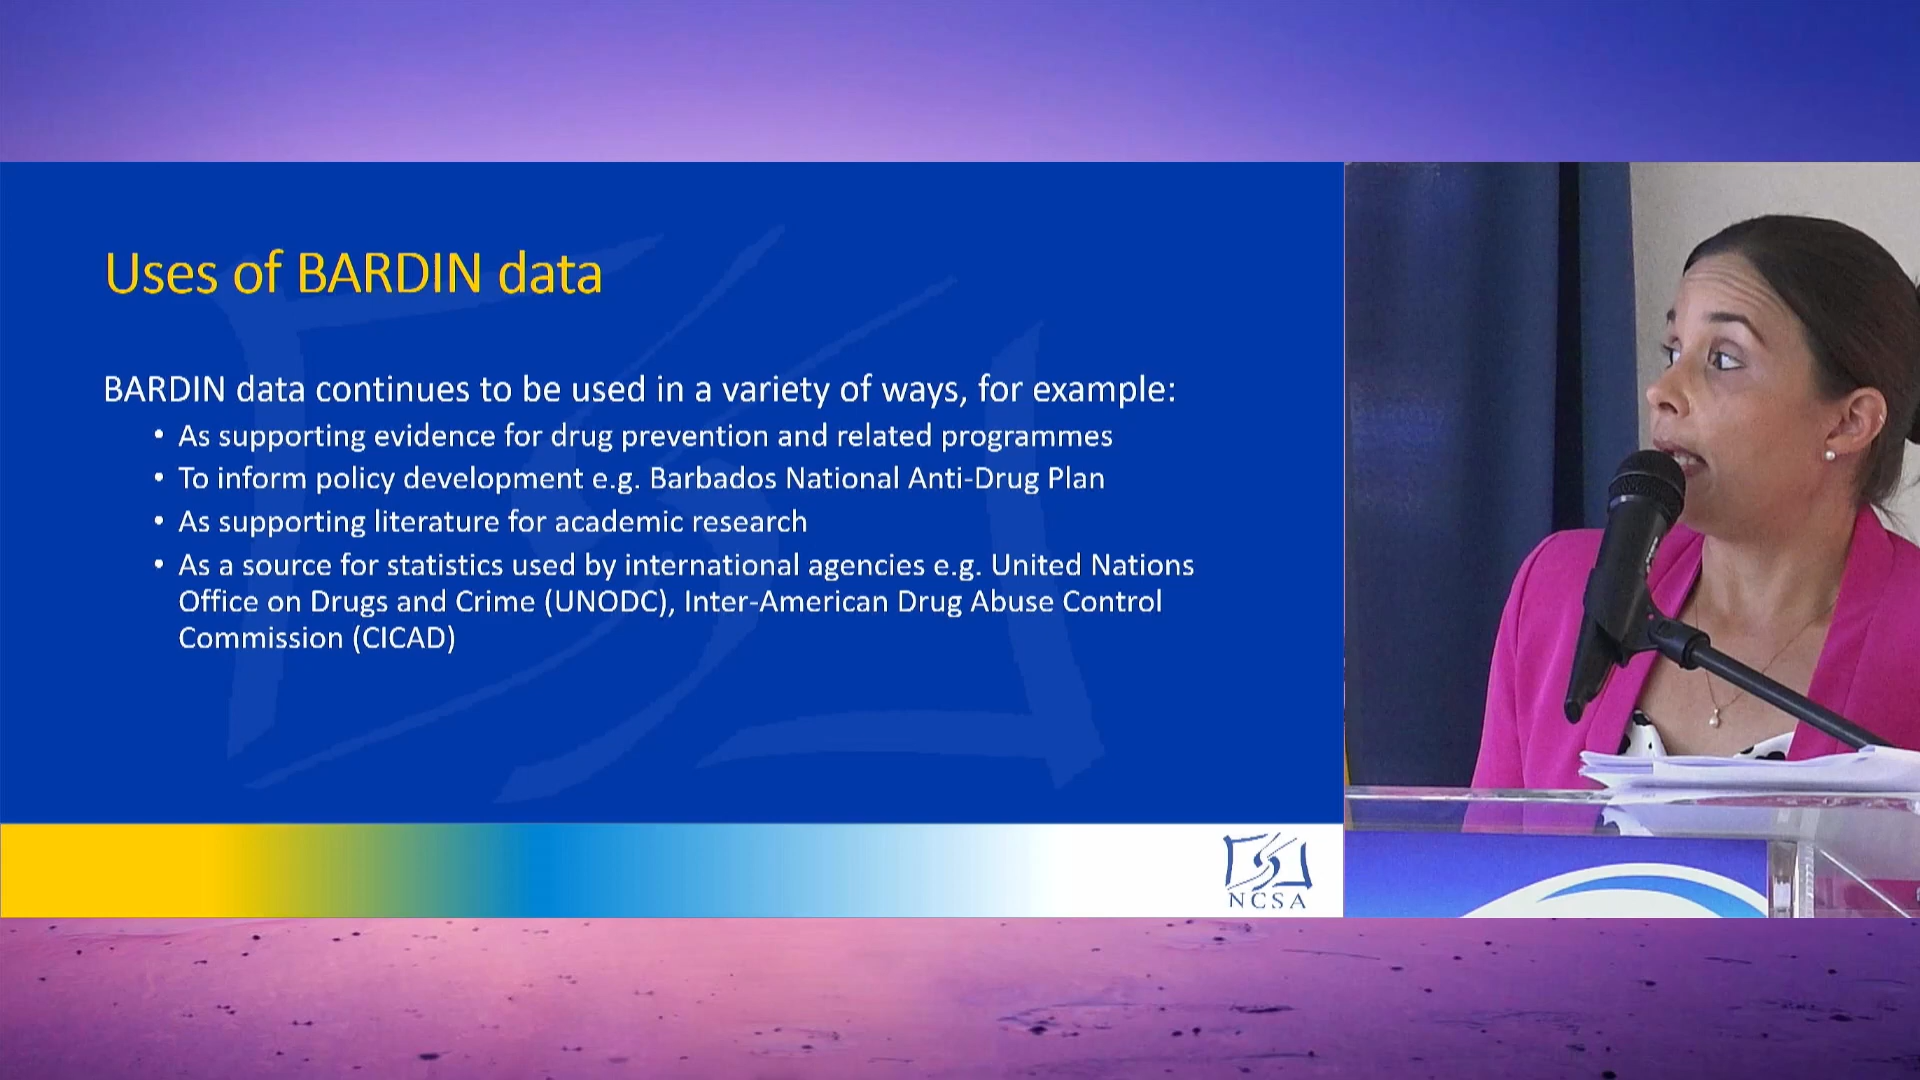 Uses of BARDIN data
BARDIN data continues to be used in a variety of ways, for example:
• As supporting evidence for drug prevention and related programmes
• To inform policy development e.g. Barbados National Anti-Drug Plan
• As supporting literature for academic research
• As a source for statistics used by international agencies e.g. United Nations
Office on Drugs and Crime (UNODC), Inter-American Drug Abuse Control
Commission (CICAD)
NCSA